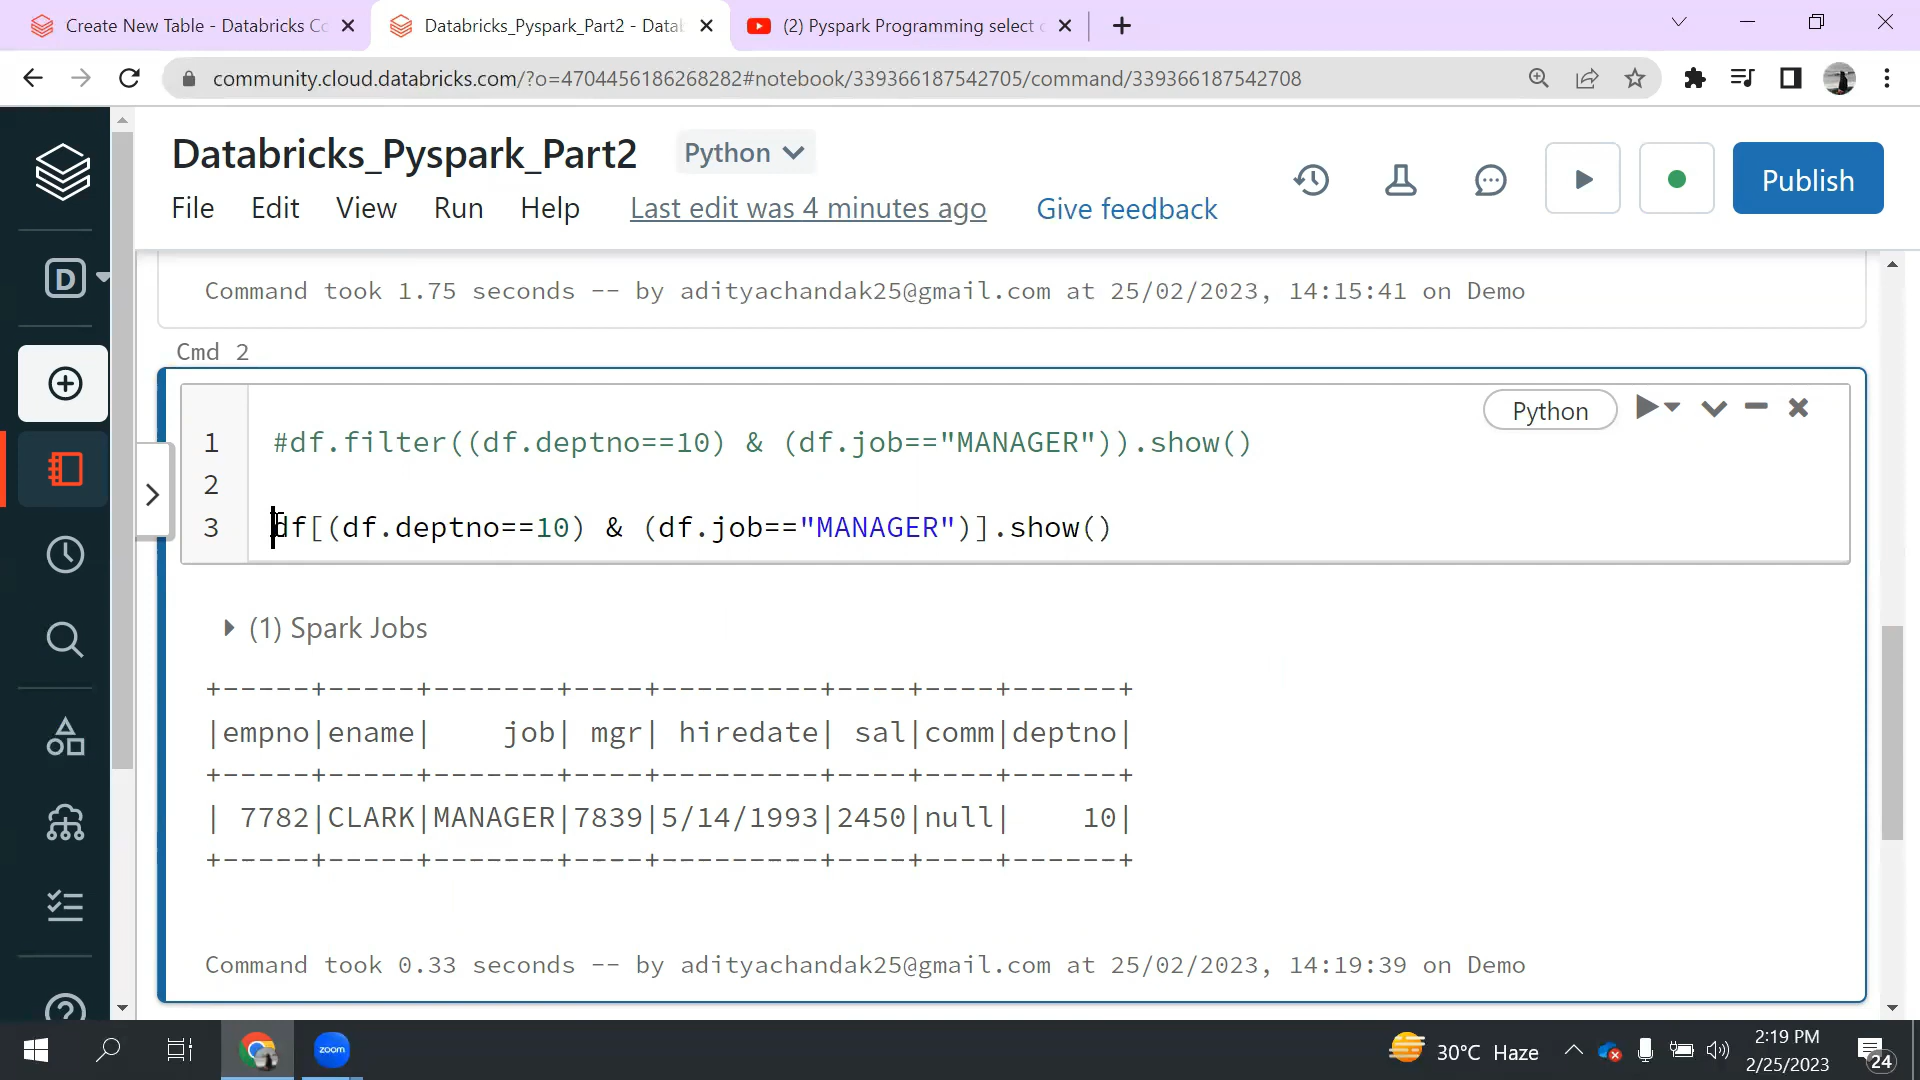 Create New Table - Databricks Co
Databricks_Pyspark_Part2 - Datab
(2) Pyspark Programming select c
community.cloud.databricks.com/?o=4704456186268282#notebook/339366187542705/command/339366187542708
Databricks_Pyspark_Part2
Python
File Edit View Run Help Last edit was 4 minutes ago Give feedback
Publish
D
Command took 1.75 seconds -- by adityachandak25@gmail.com at 25/02/2023, 14:15:41 on Demo
Cmd 2
Python
1 #df.filter((df.deptno==10) & (df.job=="MANAGER")).show()
2
3 df[(df.deptno==10) & (df.job=="MANAGER")].show()
(1) Spark Jobs
+-----+-----+-------+----+---------+----+----+------+
|empno|ename|    job| mgr| hiredate| sal|comm|deptno|
+-----+-----+-------+----+---------+----+----+------+
| 7782|CLARK|MANAGER|7839|5/14/1993|2450|null|    10|
+-----+-----+-------+----+---------+----+----+------+
Command took 0.33 seconds -- by adityachandak25@gmail.com at 25/02/2023, 14:19:39 on Demo
zoom
30°C Haze
2:19 PM
2/25/2023
24